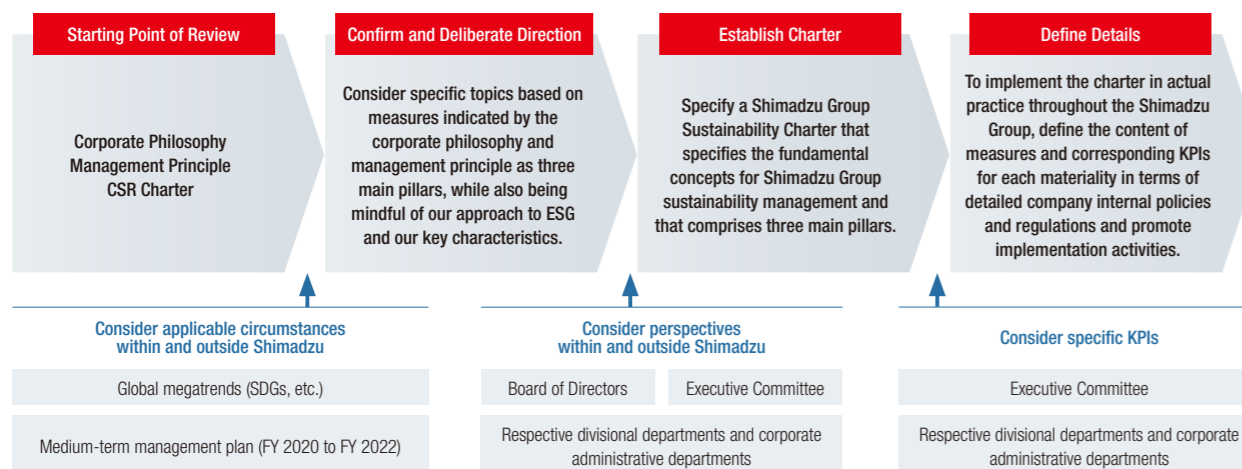 Starting Point of Review
Corporate Philosophy
Management Principle
CSR Charter
Confirm and Deliberate Direction
Consider specific topics based on
measures indicated by the
corporate philosophy and
management principle as three
main pillars, while also being
mindful of our approach to ESG
and our key characteristics.
Establish Charter
Specify a Shimadzu Group
Sustainability Charter that
specifies the fundamental
concepts for Shimadzu Group
sustainability management and
that comprises three main pillars.
Define Details
To implement the charter in actual
practice throughout the Shimadzu
Group, define the content of
measures and corresponding KPIs
for each materiality in terms of
detailed company internal policies
and regulations and promote
implementation activities.
Consider applicable circumstances
within and outside Shimadzu
Global megatrends (SDGs, etc.)
Medium-term management plan (FY 2020 to FY 2022)
Consider perspectives
within and outside Shimadzu
Board of Directors
Executive Committee
Respective divisional departments and corporate
administrative departments
Consider specific KPIs
Executive Committee
Respective divisional departments and corporate
administrative departments